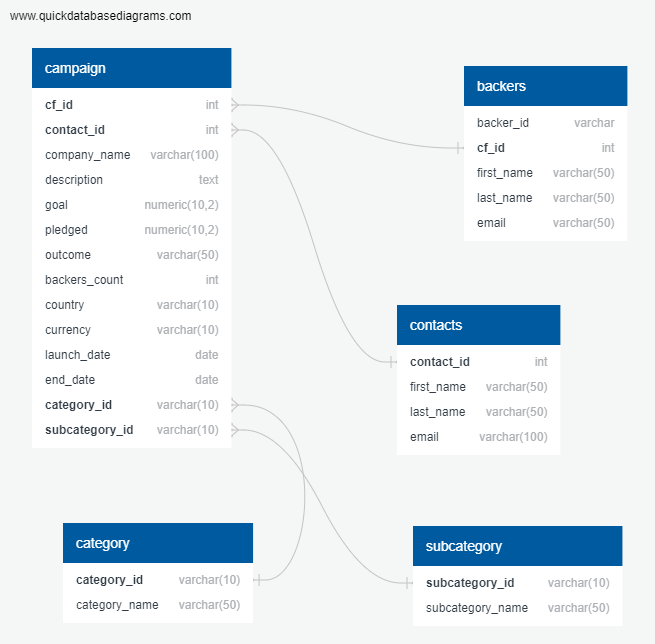 www.quickdatabasediagrams.com
campaign
cf_id int
contact_id int
company_name varchar(100)
description text
goal numeric(10,2)
pledged numeric(10,2)
outcome varchar(50)
backers_count int
country varchar(10)
currency varchar(10)
launch_date date
end_date date
category_id varchar(10)
subcategory_id varchar(10)
backers
backer_id varchar
cf_id int
first_name varchar(50)
last_name varchar(50)
email varchar(50)
contacts
contact_id int
first_name varchar(50)
last_name varchar(50)
email varchar(100)
category
category_id varchar(10)
category_name varchar(50)
subcategory
subcategory_id varchar(10)
subcategory_name varchar(50)